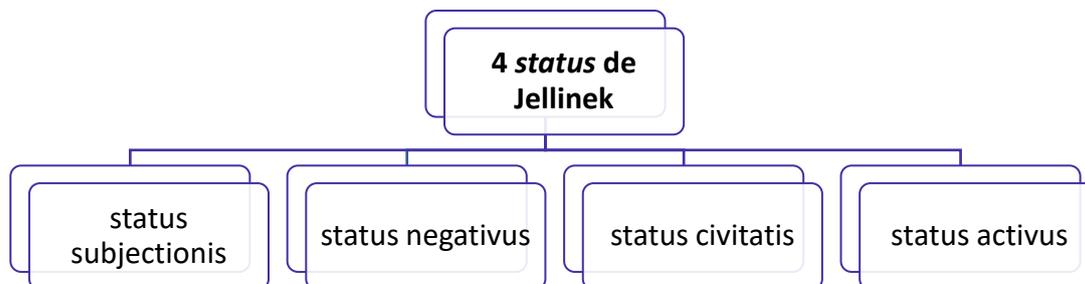 4 status de
Jellinek
status
subjectionis
status negativus
status civitatis
status activus